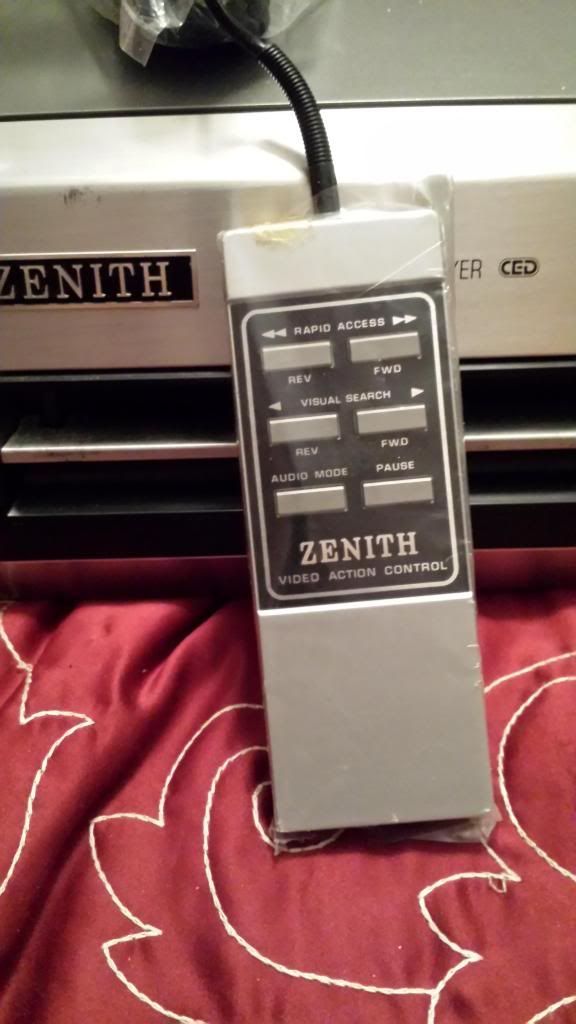 ZENITH
YER CED
RAPID ACCESS
REV FWD
VISUAL SEARCH
REV FWD
AUDIO MODE PAUSE
ZENITH
VIDEO ACTION CONTROL